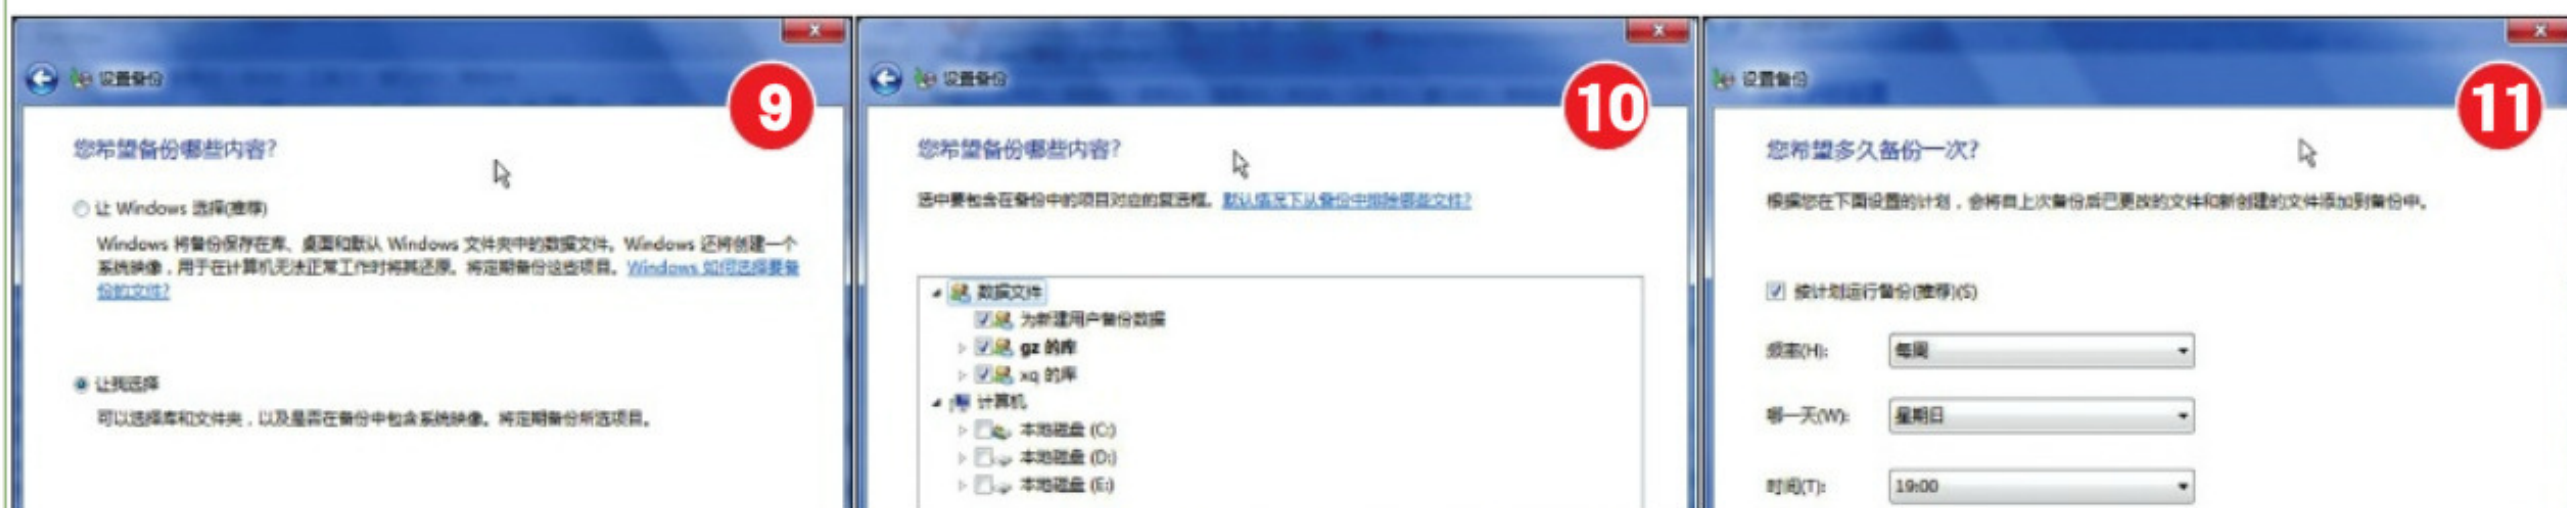 设置备份
9
您希望备份哪些内容?
让 Windows 选择(推荐)
Windows 将备份保存在库、桌面和默认 Windows 文件夹中的数据文件。Windows 还将创建一个
系统映像，用于在计算机无法正常工作时将其还原。将定期备份这些项目。Windows 如何选择要备
份的文件?
让我选择
可以选择库和文件夹，以及是否在备份中包含系统映像。将定期备份所选项目。
设置备份
10
您希望备份哪些内容?
选中要包含在备份中的项目对应的复选框。默认情况下从备份中排除哪些文件?
数据文件
为新建用户备份数据
gz 的库
xq 的库
计算机
本地磁盘 (C:)
本地磁盘 (D:)
本地磁盘 (E:)
设置备份
11
您希望多久备份一次?
根据您在下面设置的计划，会将自上次备份后已更改的文件和新创建的文件添加到备份中。
按计划运行备份(推荐)(S)
频率(H): 每周
哪一天(W): 星期日
时间(T): 19:00